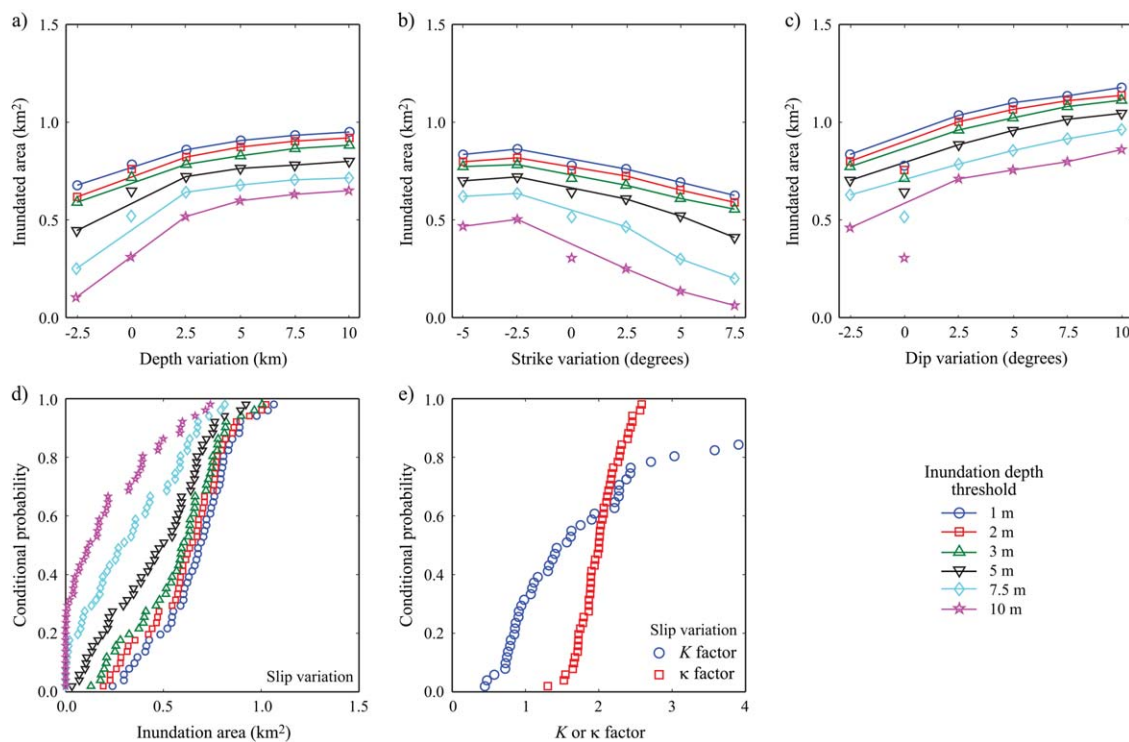 a)
1.5
1.0
0.5
0.0
Inundated area (km²)
-2.5 0 2.5 5 7.5 10
Depth variation (km)
b)
1.5
1.0
0.5
0.0
Inundated area (km²)
-5 -2.5 0 2.5 5 7.5
Strike variation (degrees)
c)
1.5
1.0
0.5
0.0
Inundated area (km²)
-2.5 0 2.5 5 7.5 10
Dip variation (degrees)
d)
1.0
0.8
0.6
0.4
0.2
0.0
Conditional probability
Slip variation
0.0 0.5 1.0 1.5
Inundation area (km²)
e)
1.0
0.8
0.6
0.4
0.2
0.0
Conditional probability
Slip variation
K factor
κ factor
0 1 2 3 4
K or κ factor
Inundation depth
threshold
1 m
2 m
3 m
5 m
7.5 m
10 m